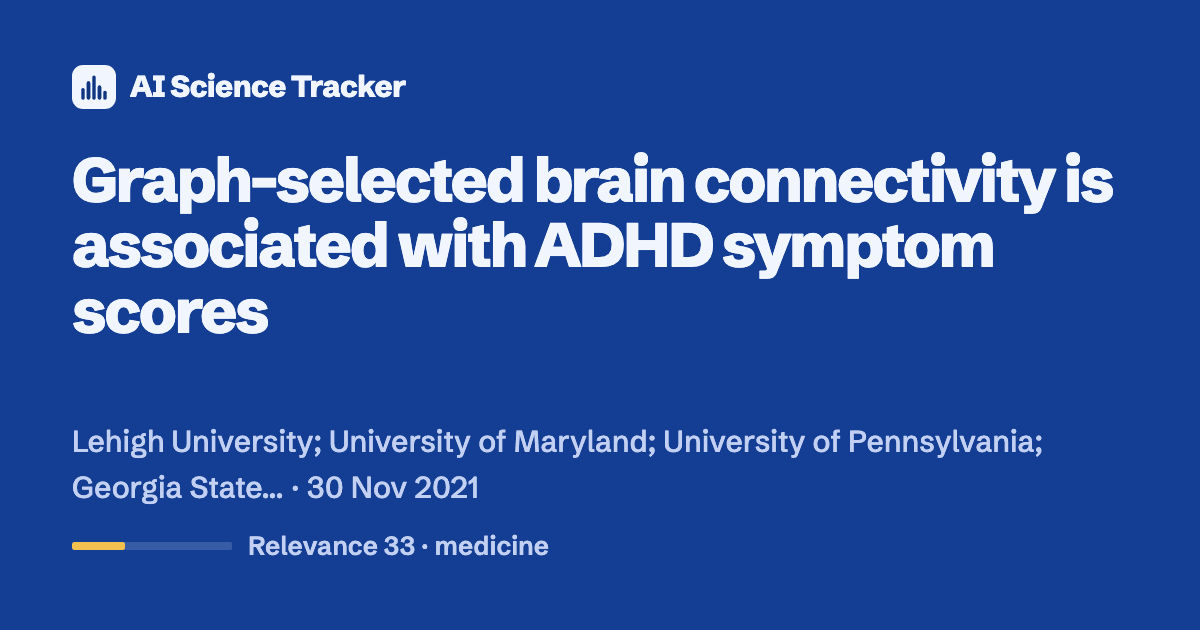 AI Science Tracker
Graph-selected brain connectivity is
associated with ADHD symptom
scores
Lehigh University; University of Maryland; University of Pennsylvania;
Georgia State... · 30 Nov 2021
Relevance 33 · medicine